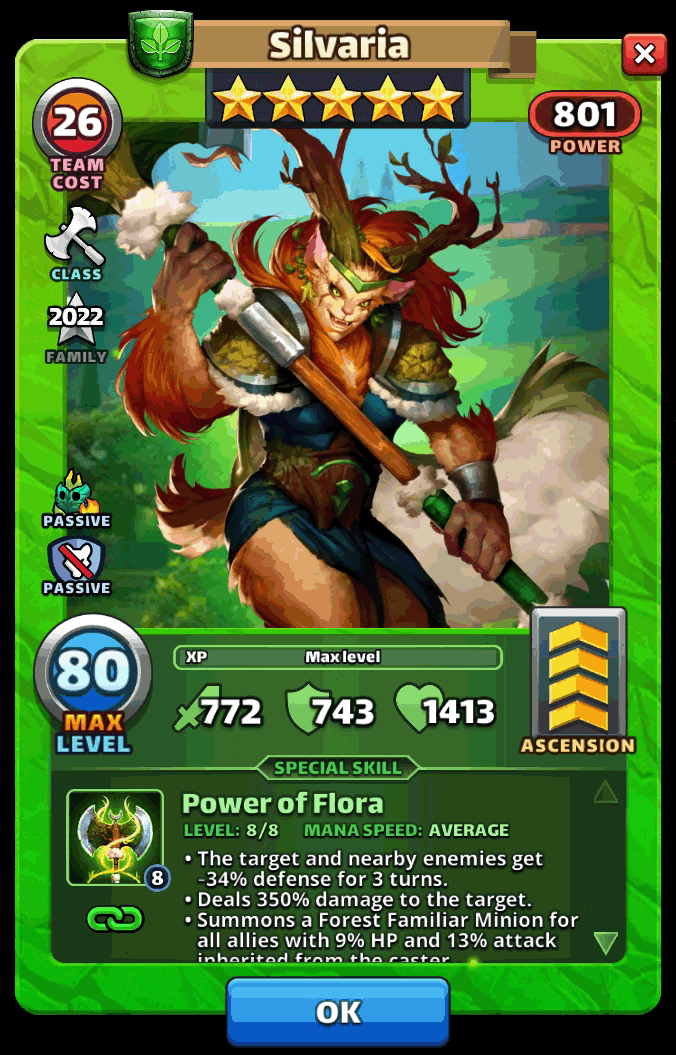 Silvaria
26
TEAM
COST
801
POWER
CLASS
2022
FAMILY
PASSIVE
PASSIVE
80
MAX
LEVEL
XP Max level
772 743 1413
ASCENSION
SPECIAL SKILL
Power of Flora
LEVEL: 8/8 MANA SPEED: AVERAGE
8
• The target and nearby enemies get
-34% defense for 3 turns.
• Deals 350% damage to the target.
• Summons a Forest Familiar Minion for
all allies with 9% HP and 13% attack
inherited from the caster.
OK